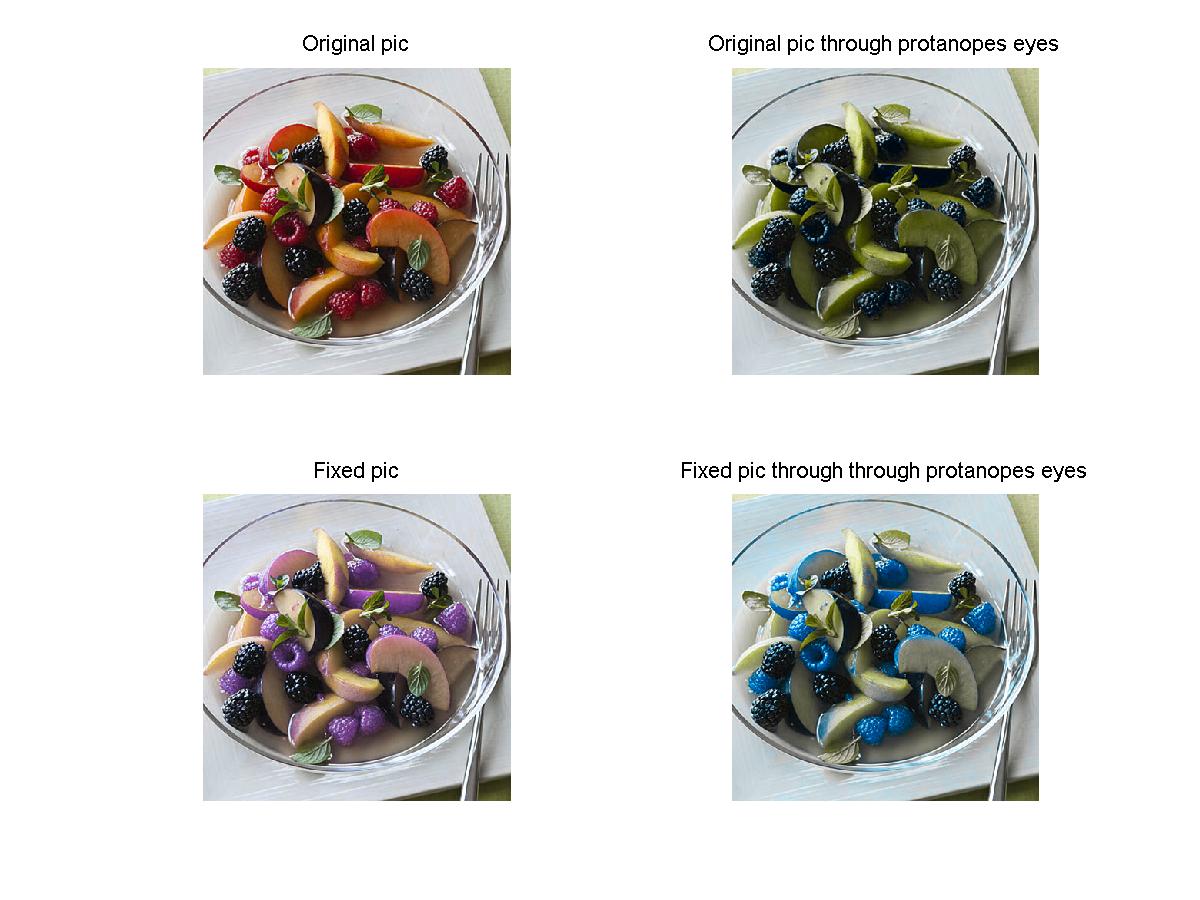 Original pic
Original pic through protanopes eyes
Fixed pic
Fixed pic through through protanopes eyes